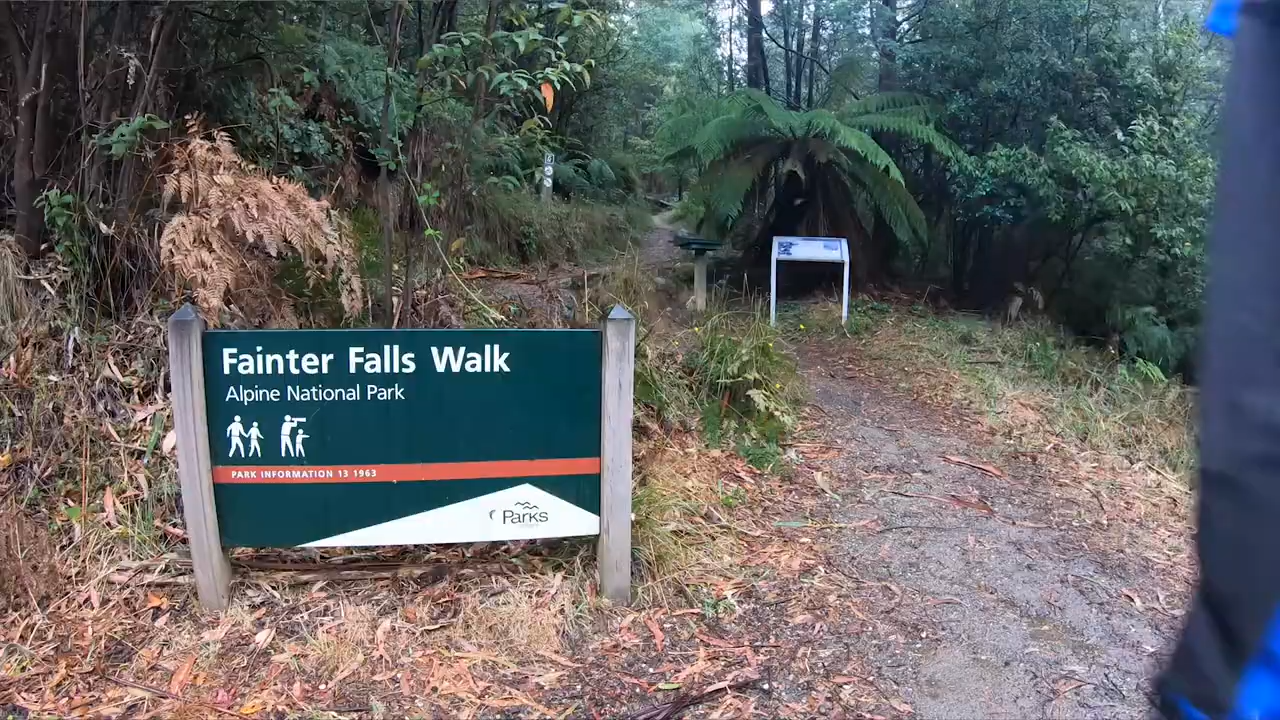 Fainter Falls Walk
Alpine National Park
PARK INFORMATION 13 1963
Parks